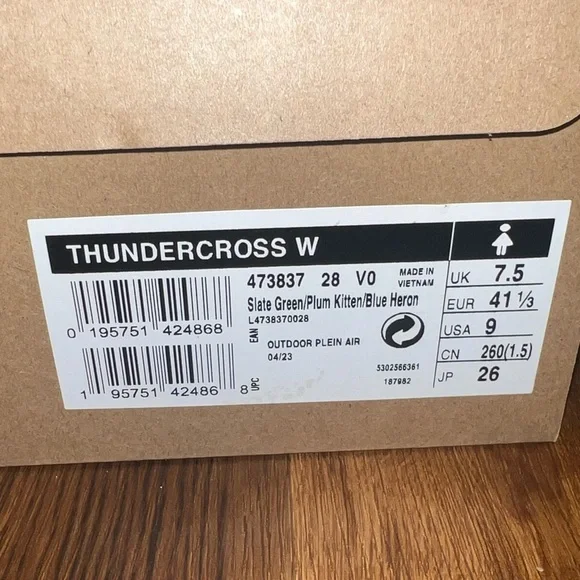 THUNDERCROSS W
473837 28 V0
MADE IN
VIETNAM
Slate Green/Plum Kitten/Blue Heron
L4738370028
EAN
0 195751 424868
OUTDOOR PLEIN AIR
04/23
5302566361
187982
UPC
1 95751 42486 8
UK 7.5
EUR 41 1/3
USA 9
CN 260(1.5)
JP 26